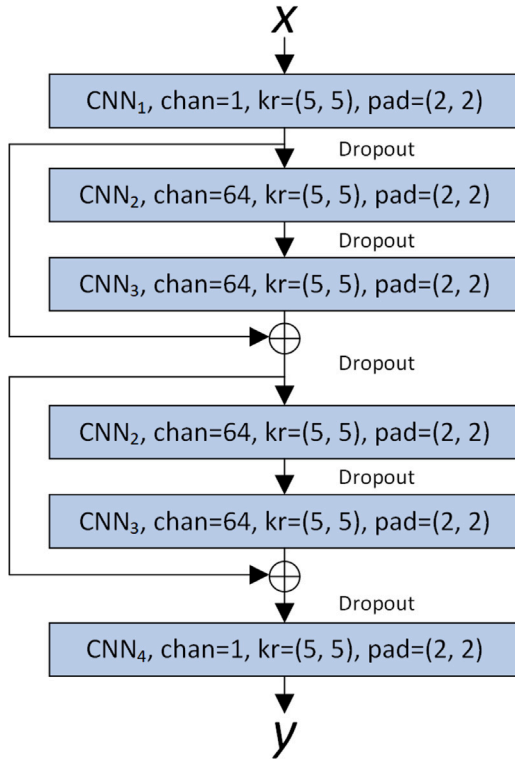 x
CNN₁, chan=1, kr=(5, 5), pad=(2, 2)
Dropout
CNN₂, chan=64, kr=(5, 5), pad=(2, 2)
Dropout
CNN₃, chan=64, kr=(5, 5), pad=(2, 2)
Dropout
CNN₂, chan=64, kr=(5, 5), pad=(2, 2)
Dropout
CNN₃, chan=64, kr=(5, 5), pad=(2, 2)
Dropout
CNN₄, chan=1, kr=(5, 5), pad=(2, 2)
y